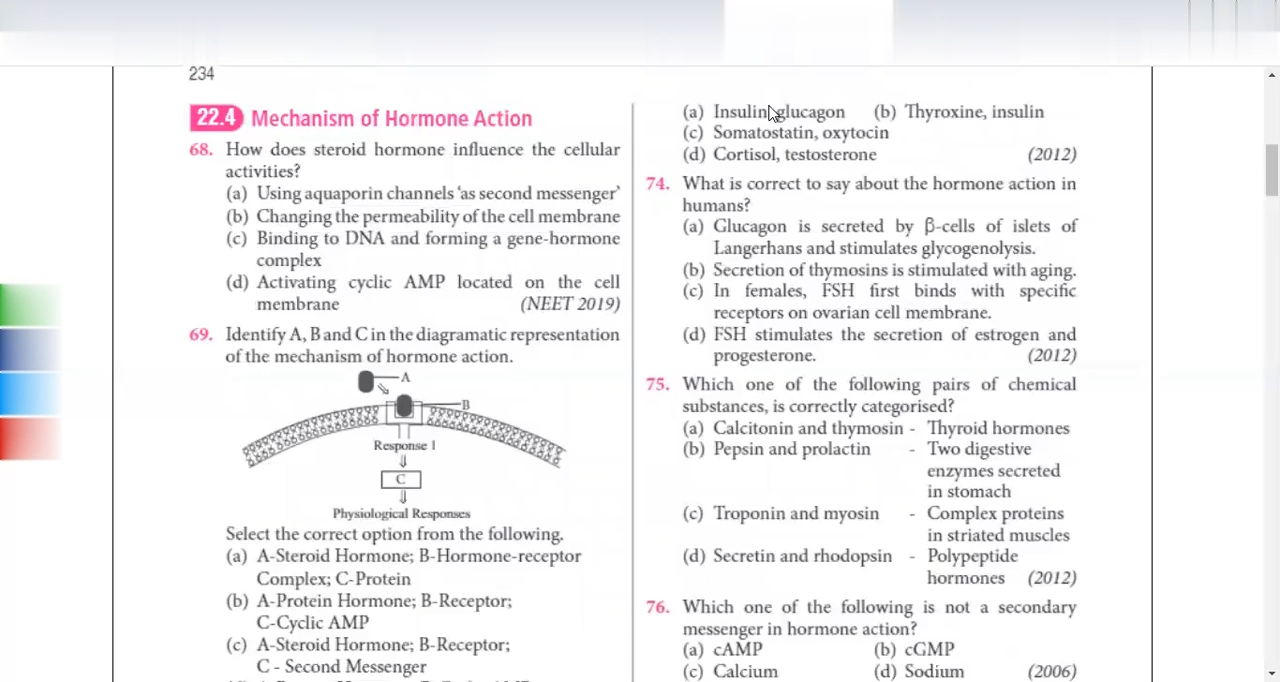 234
22.4 Mechanism of Hormone Action
68. How does steroid hormone influence the cellular
activities?
(a) Using aquaporin channels 'as second messenger'
(b) Changing the permeability of the cell membrane
(c) Binding to DNA and forming a gene-hormone
complex
(d) Activating cyclic AMP located on the cell
membrane (NEET 2019)
69. Identify A, B and C in the diagramatic representation
of the mechanism of hormone action.
A
B
Response 1
C
Physiological Responses
Select the correct option from the following.
(a) A-Steroid Hormone; B-Hormone-receptor
Complex; C-Protein
(b) A-Protein Hormone; B-Receptor;
C-Cyclic AMP
(c) A-Steroid Hormone; B-Receptor;
C - Second Messenger
(a) Insulin, glucagon (b) Thyroxine, insulin
(c) Somatostatin, oxytocin
(d) Cortisol, testosterone (2012)
74. What is correct to say about the hormone action in
humans?
(a) Glucagon is secreted by β-cells of islets of
Langerhans and stimulates glycogenolysis.
(b) Secretion of thymosins is stimulated with aging.
(c) In females, FSH first binds with specific
receptors on ovarian cell membrane.
(d) FSH stimulates the secretion of estrogen and
progesterone. (2012)
75. Which one of the following pairs of chemical
substances, is correctly categorised?
(a) Calcitonin and thymosin - Thyroid hormones
(b) Pepsin and prolactin - Two digestive
enzymes secreted
in stomach
(c) Troponin and myosin - Complex proteins
in striated muscles
(d) Secretin and rhodopsin - Polypeptide
hormones (2012)
76. Which one of the following is not a secondary
messenger in hormone action?
(a) cAMP (b) cGMP
(c) Calcium (d) Sodium (2006)